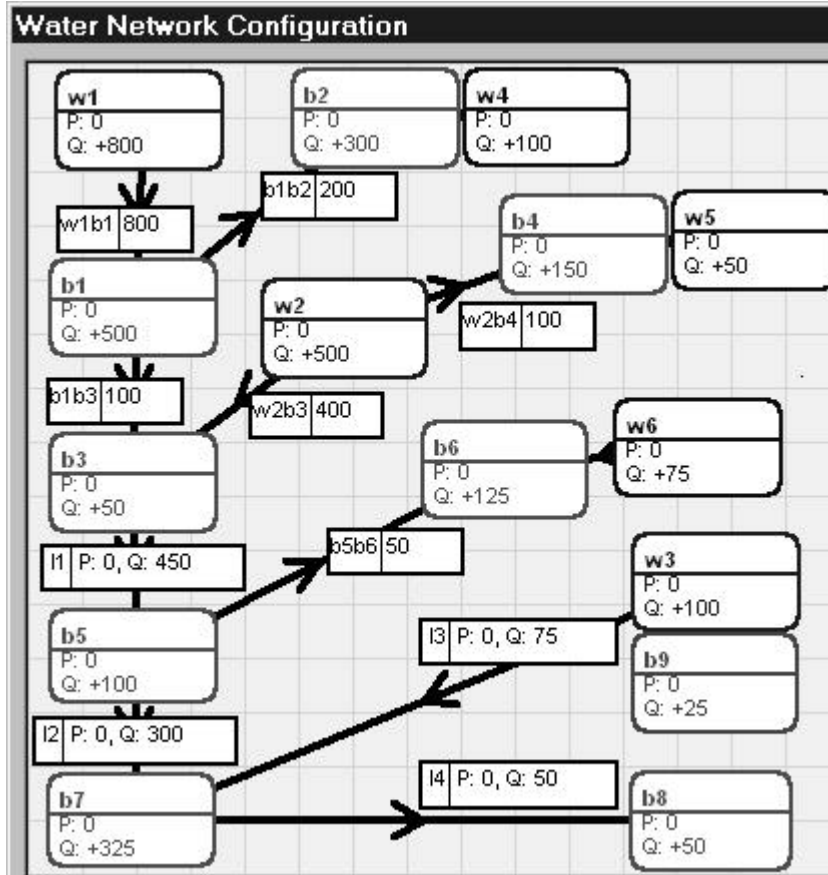 Water Network Configuration
w1
P: 0
Q: +800
b2
P: 0
Q: +300
w4
P: 0
Q: +100
b1b2 200
w1b1 800
b4
P: 0
Q: +150
w5
P: 0
Q: +50
b1
P: 0
Q: +500
w2
P: 0
Q: +500
w2b4 100
b1b3 100
w2b3 400
b3
P: 0
Q: +50
b6
P: 0
Q: +125
w6
P: 0
Q: +75
l1 P: 0, Q: 450
b5b6 50
w3
P: 0
Q: +100
b5
P: 0
Q: +100
l3 P: 0, Q: 75
b9
P: 0
Q: +25
l2 P: 0, Q: 300
b7
P: 0
Q: +325
l4 P: 0, Q: 50
b8
P: 0
Q: +50